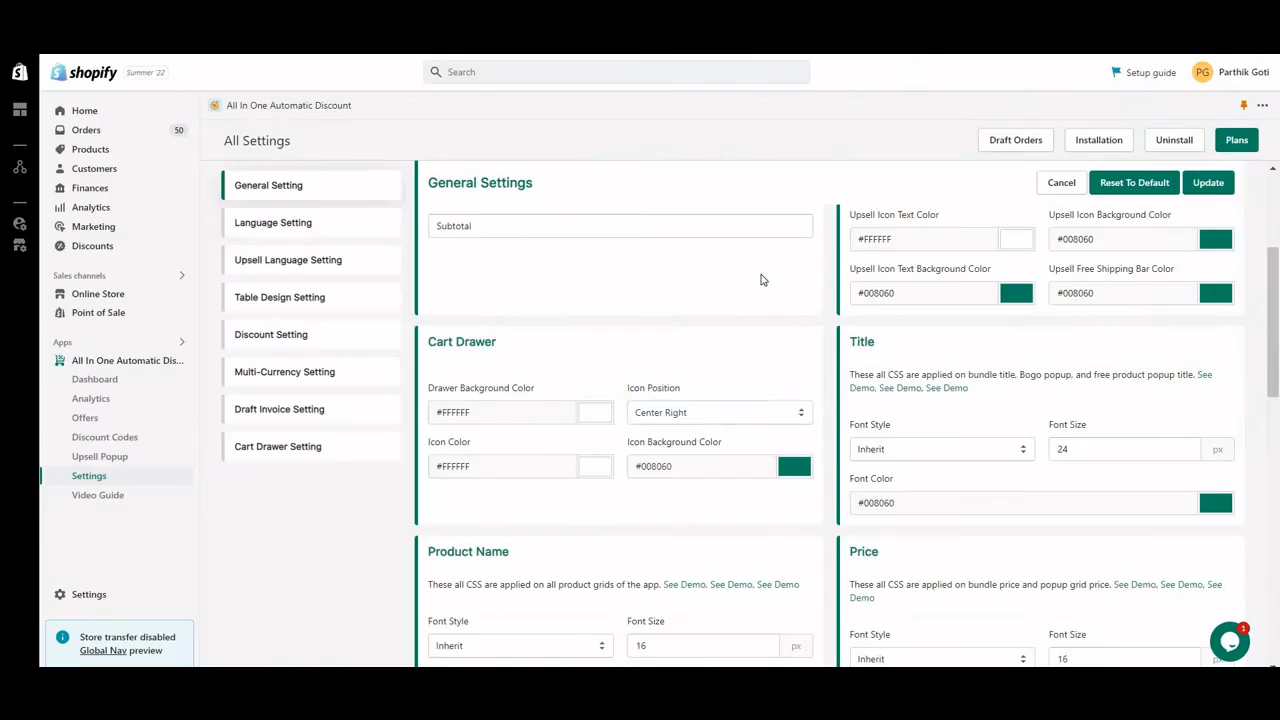 shopify
Summer '22
Search
Setup guide
PG
Parthik Goti
Home
Orders
50
Products
Customers
Finances
Analytics
Marketing
Discounts
Sales channels
Online Store
Point of Sale
Apps
All In One Automatic Dis...
Dashboard
Analytics
Offers
Discount Codes
Upsell Popup
Settings
Video Guide
Settings
Store transfer disabled
Global Nav preview
All In One Automatic Discount
All Settings
Draft Orders
Installation
Uninstall
Plans
General Setting
Language Setting
Upsell Language Setting
Table Design Setting
Discount Setting
Multi-Currency Setting
Draft Invoice Setting
Cart Drawer Setting
General Settings
Cancel
Reset To Default
Update
Subtotal
Upsell Icon Text Color
Upsell Icon Background Color
#FFFFFF
#008060
Upsell Icon Text Background Color
Upsell Free Shipping Bar Color
#008060
#008060
Cart Drawer
Drawer Background Color
Icon Position
#FFFFFF
Center Right
Icon Color
Icon Background Color
#FFFFFF
#008060
Title
These all CSS are applied on bundle title, Bogo popup, and free product popup title. See
Demo, See Demo, See Demo
Font Style
Font Size
Inherit
24
px
Font Color
#008060
Product Name
These all CSS are applied on all product grids of the app. See Demo, See Demo, See Demo
Font Style
Font Size
Inherit
16
px
Price
These all CSS are applied on bundle price and popup grid price. See Demo, See Demo, See
Demo
Font Style
Font Size
Inherit
16
px
1